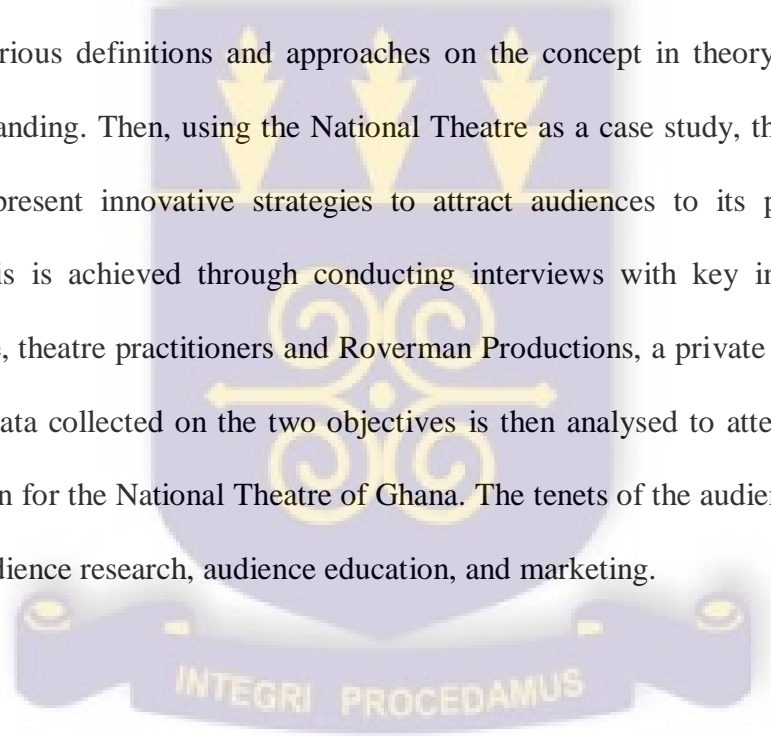 rious definitions and approaches on the concept in theory
anding. Then, using the National Theatre as a case study, th
present innovative strategies to attract audiences to its p
is is achieved through conducting interviews with key in
e, theatre practitioners and Roverman Productions, a private
ata collected on the two objectives is then analysed to atte
n for the National Theatre of Ghana. The tenets of the audien
dience research, audience education, and marketing.
INTEGRI PROCEDAMUS